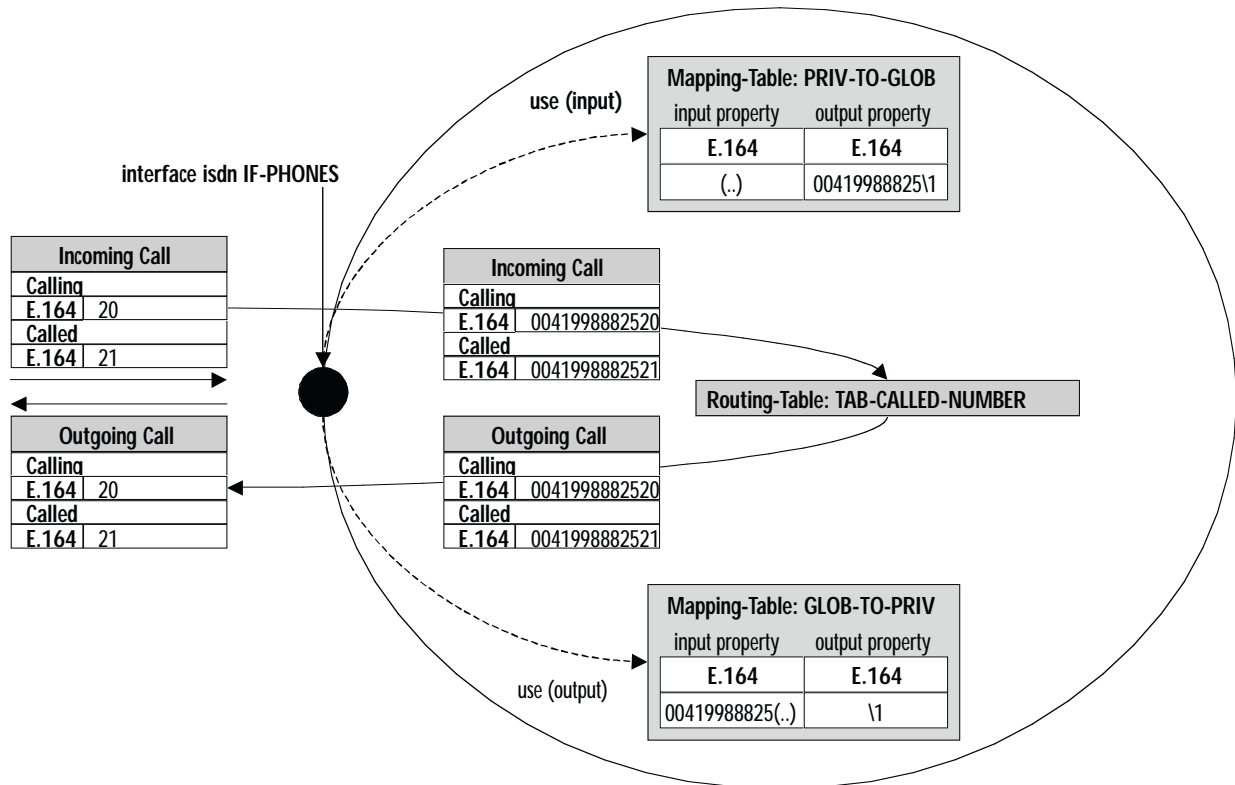 Mapping-Table: PRIV-TO-GLOB
input property output property
E.164 E.164
(..) 00419988825\1
use (input)
interface isdn IF-PHONES
Incoming Call
Calling
E.164 20
Called
E.164 21
Incoming Call
Calling
E.164 0041998882520
Called
E.164 0041998882521
Routing-Table: TAB-CALLED-NUMBER
Outgoing Call
Calling
E.164 20
Called
E.164 21
Outgoing Call
Calling
E.164 0041998882520
Called
E.164 0041998882521
Mapping-Table: GLOB-TO-PRIV
input property output property
E.164 E.164
00419988825(..) \1
use (output)